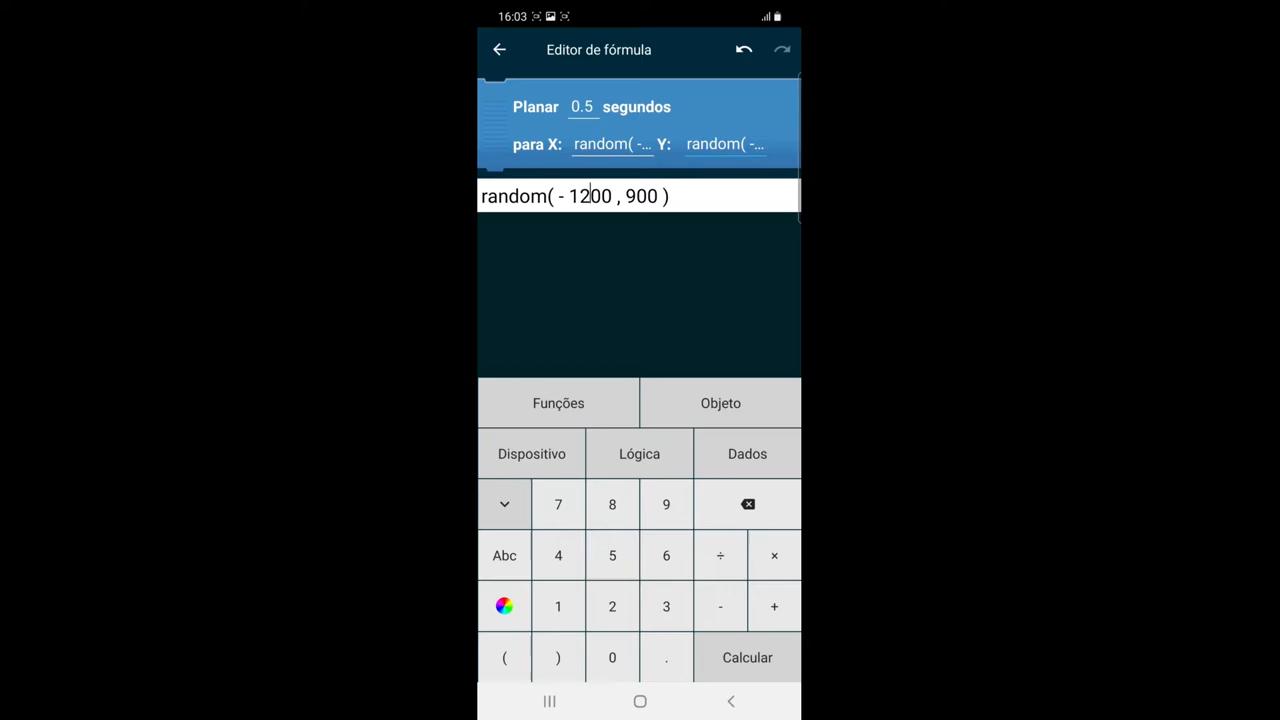 16:03
Editor de fórmula
Planar 0.5 segundos
para X: random( -... Y: random( -...
random( - 1200 , 900 )
Funções Objeto
Dispositivo Lógica Dados
7 8 9
Abc 4 5 6 ÷ ×
1 2 3 - +
( ) 0 . Calcular